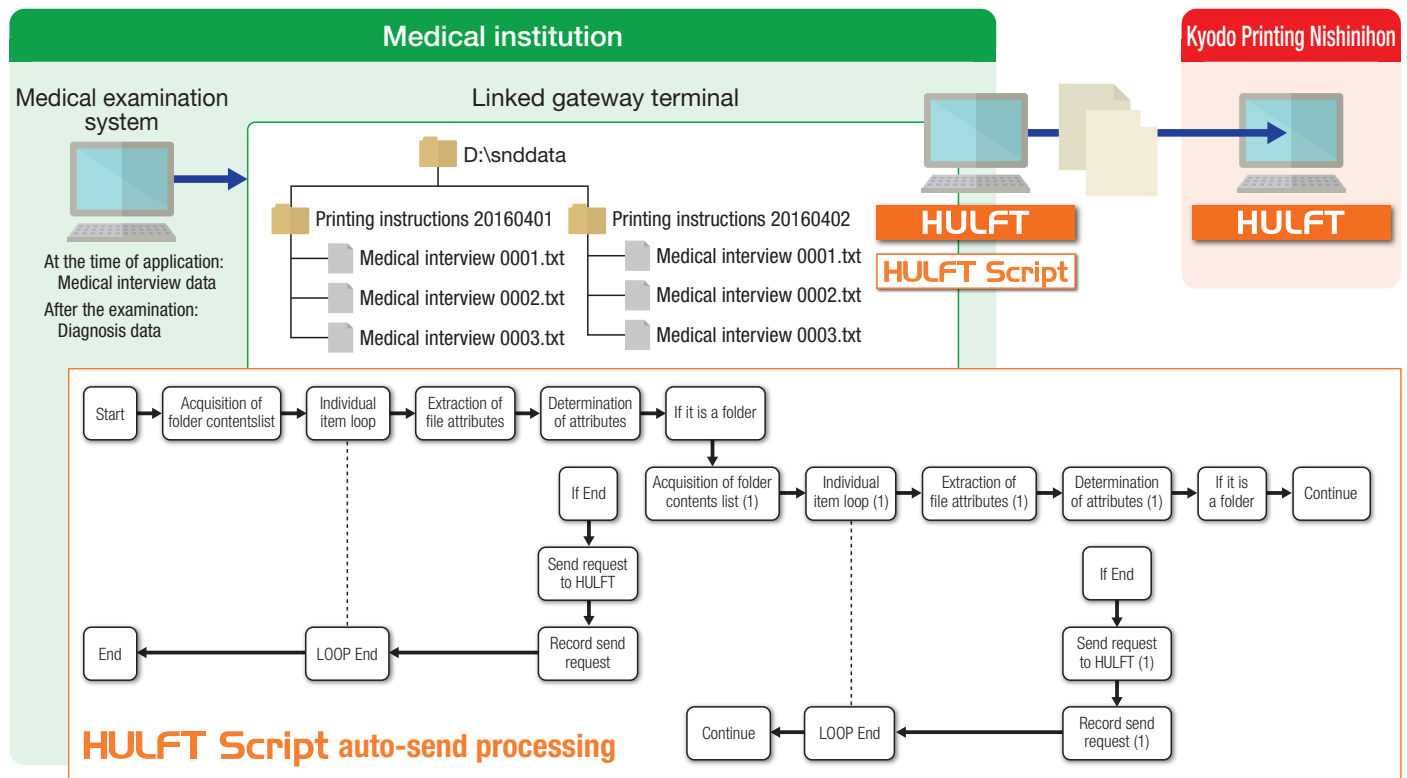 Medical institution
Kyodo Printing Nishinihon
Medical examination
system
Linked gateway terminal
At the time of application:
Medical interview data
After the examination:
Diagnosis data
D:\snddata
Printing instructions 20160401
Medical interview 0001.txt
Medical interview 0002.txt
Medical interview 0003.txt
Printing instructions 20160402
Medical interview 0001.txt
Medical interview 0002.txt
Medical interview 0003.txt
HULFT
HULFT Script
HULFT
Start
Acquisition of
folder contentslist
Individual
item loop
Extraction of
file attributes
Determination
of attributes
If it is a folder
Acquisition of folder
contents list (1)
Individual
item loop (1)
Extraction of
file attributes (1)
Determination
of attributes (1)
If it is
a folder
Continue
If End
Send request
to HULFT
Record send
request
LOOP End
End
If End
Send request
to HULFT (1)
Record send
request (1)
LOOP End
Continue
HULFT Script auto-send processing